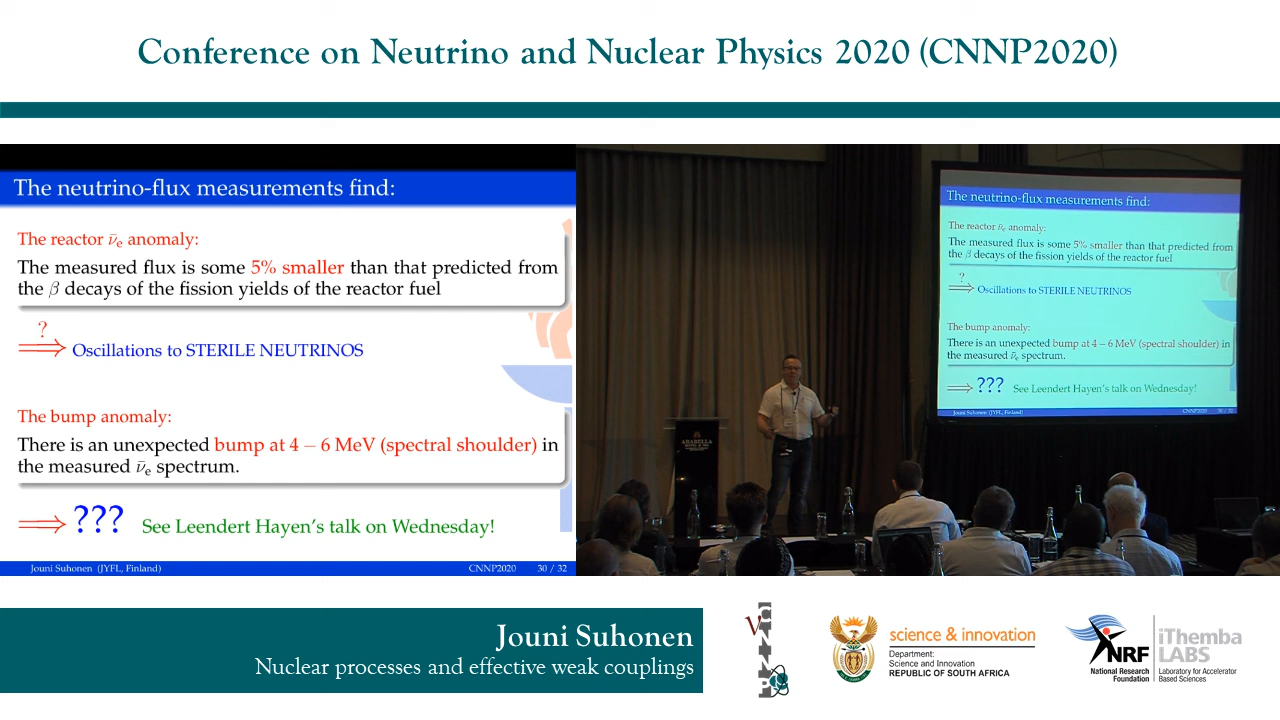 Conference on Neutrino and Nuclear Physics 2020 (CNNP2020)
The neutrino-flux measurements find:
The reactor ν̄e anomaly:
The measured flux is some 5% smaller than that predicted from
the β decays of the fission yields of the reactor fuel
?
⟹ Oscillations to STERILE NEUTRINOS
The bump anomaly:
There is an unexpected bump at 4 − 6 MeV (spectral shoulder) in
the measured ν̄e spectrum.
⟹ ??? See Leendert Hayen's talk on Wednesday!
Jouni Suhonen (JYFL, Finland) CNNP2020 30 / 32
The neutrino-flux measurements find:
The reactor ν̄e anomaly:
The measured flux is some 5% smaller than that predicted from
the β decays of the fission yields of the reactor fuel
?
⟹ Oscillations to STERILE NEUTRINOS
The bump anomaly:
There is an unexpected bump at 4 − 6 MeV (spectral shoulder) in
the measured ν̄e spectrum.
⟹ ??? See Leendert Hayen's talk on Wednesday!
Jouni Suhonen (JYFL, Finland) CNNP2020 30 / 32
ARABELLA
Jouni Suhonen
Nuclear processes and effective weak couplings
ν CNNP
science & innovation
Department:
Science and Innovation
REPUBLIC OF SOUTH AFRICA
NRF
National Research
Foundation
iThemba
LABS
Laboratory for Accelerator
Based Sciences